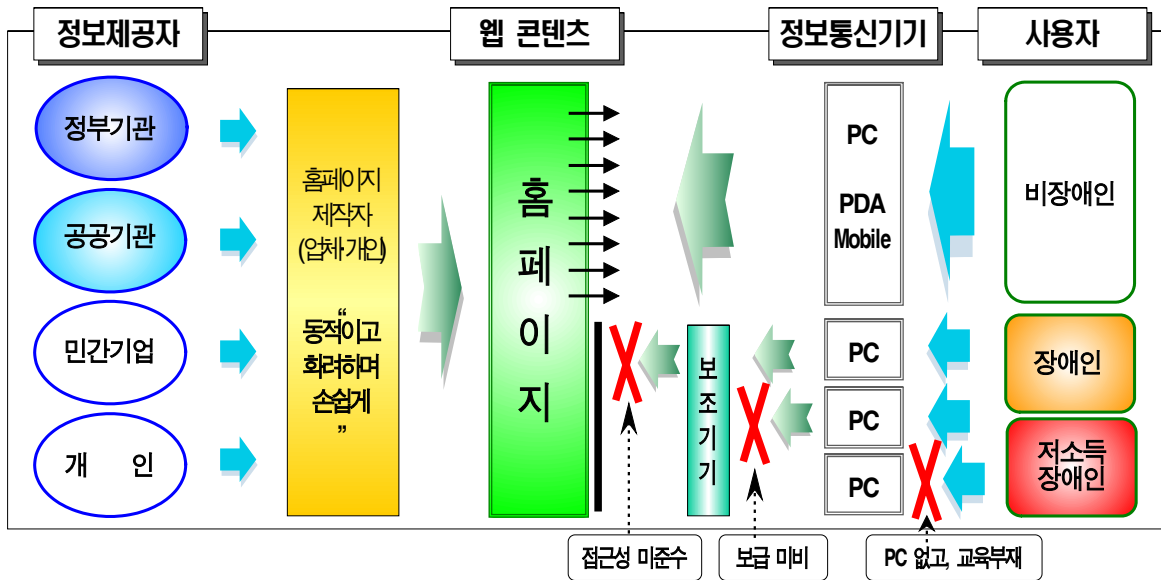 정보제공자
웹 콘텐츠
정보통신기기
사용자
정부기관
공공기관
민간기업
개 인
홈페이지
제작자
(업체·개인)
“
동적이고
화려하며
손쉽게
”
홈
페
이
지
보
조
기
기
PC
PDA
Mobile
PC
PC
PC
비장애인
장애인
저소득
장애인
접근성 미준수
보급 미비
PC 없고, 교육부재